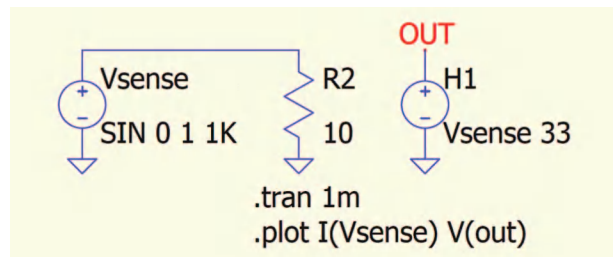 OUT
Vsense
R2
H1
SIN 0 1 1K
10
Vsense 33
.tran 1m
.plot I(Vsense) V(out)